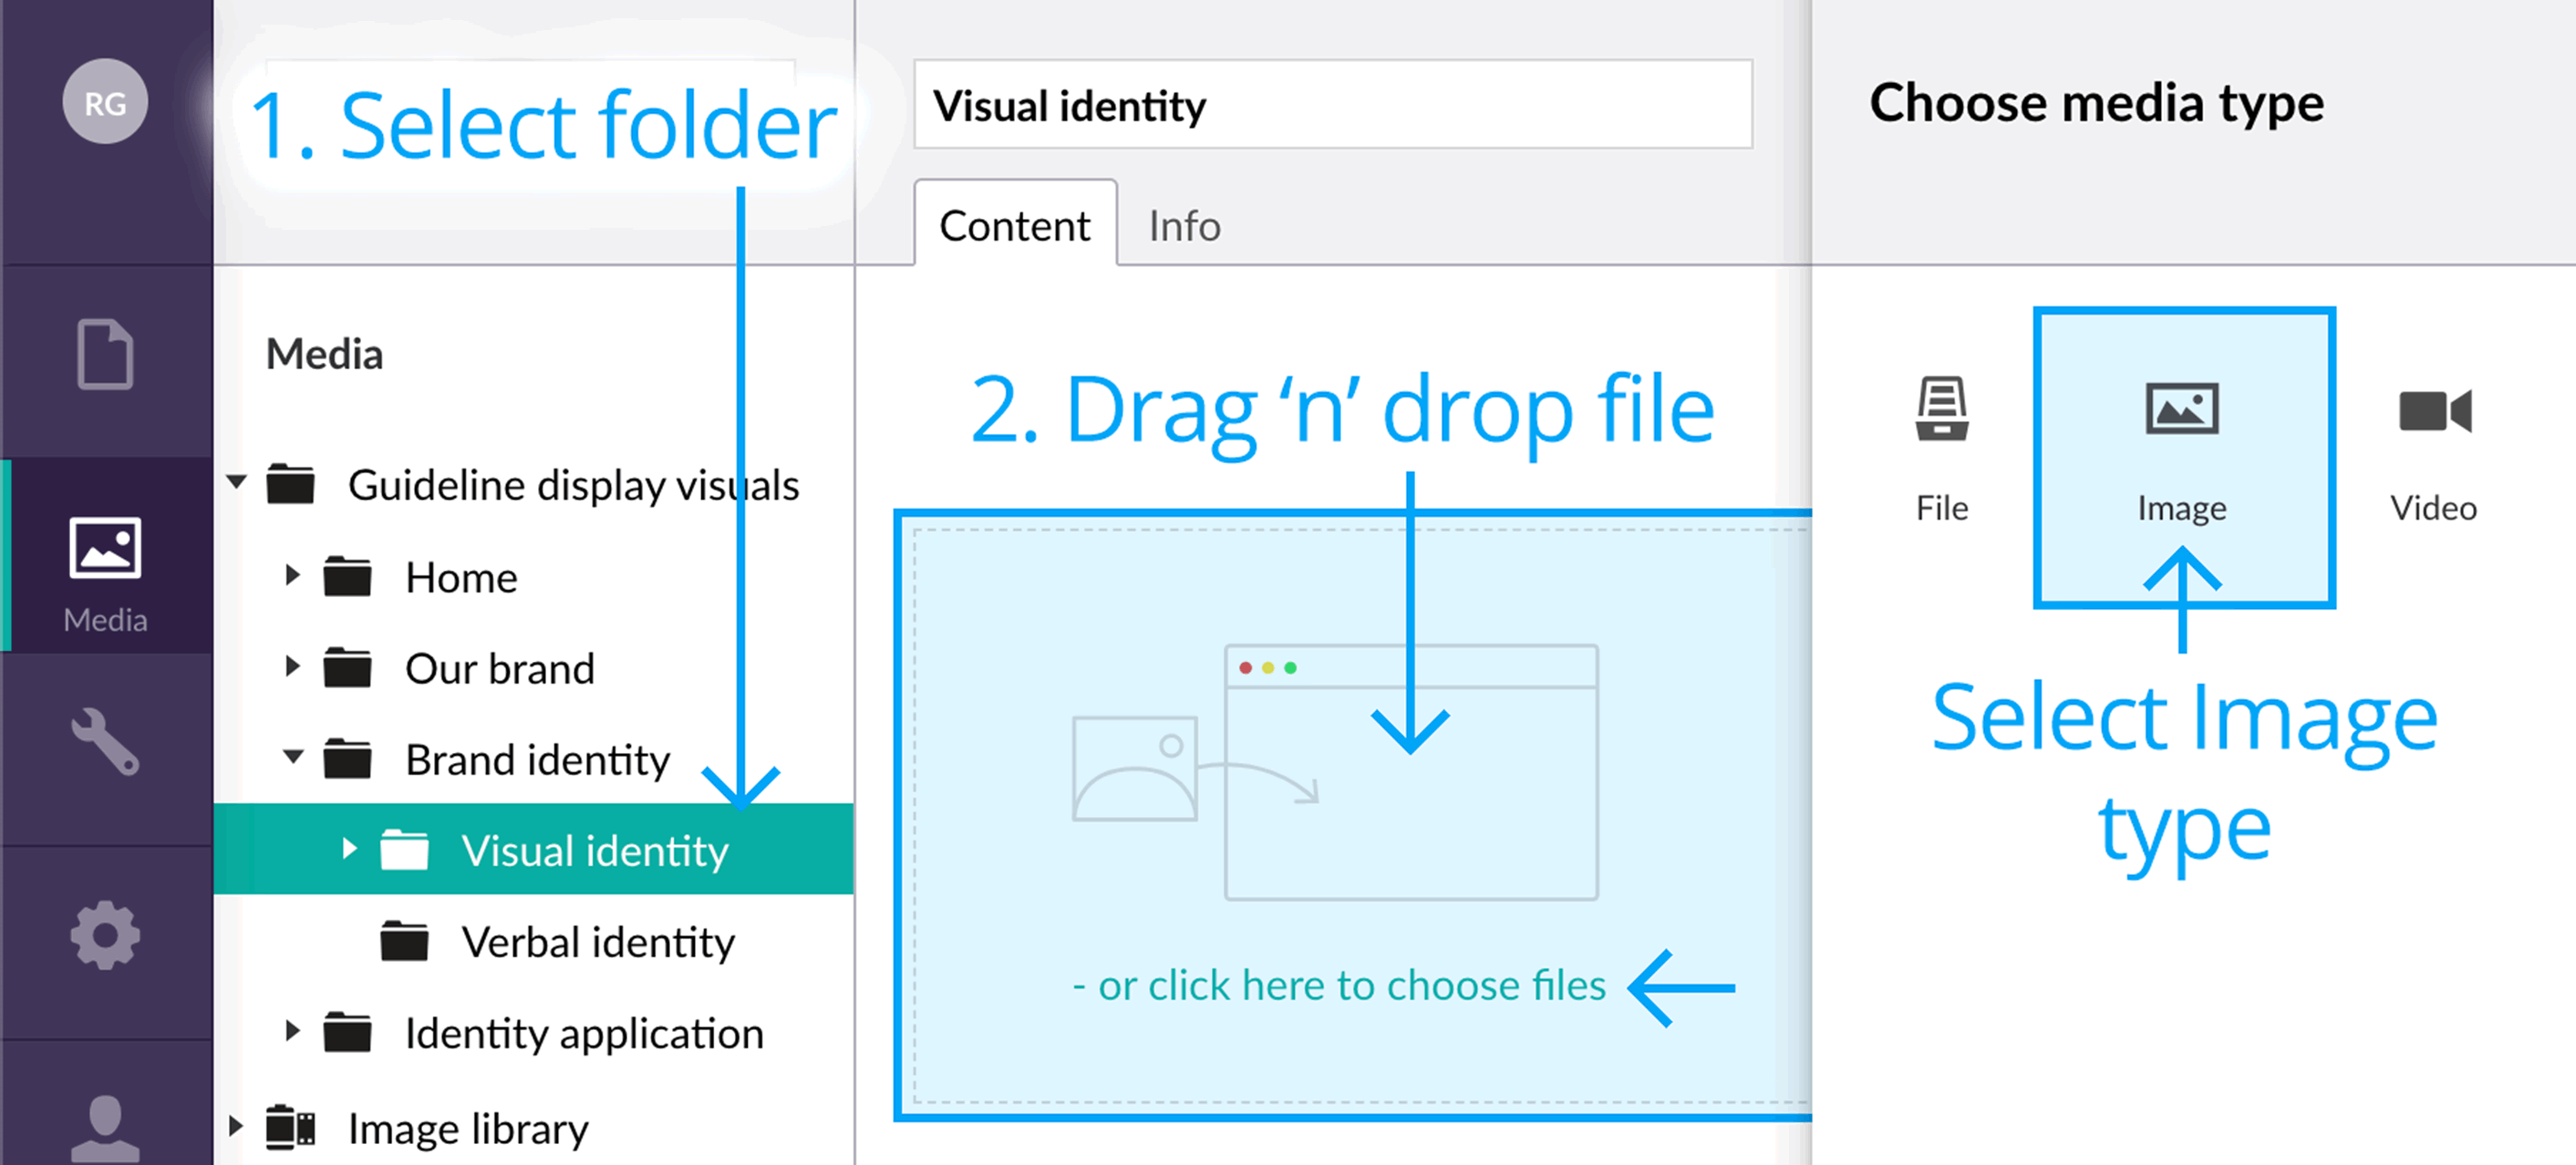 RG
1. Select folder
Visual identity
Choose media type
Content
Info
Media
2. Drag ‘n’ drop file
Guideline display visuals
Home
Our brand
Brand identity
Visual identity
Verbal identity
Identity application
Image library
Media
- or click here to choose files
File
Image
Video
Select Image
type